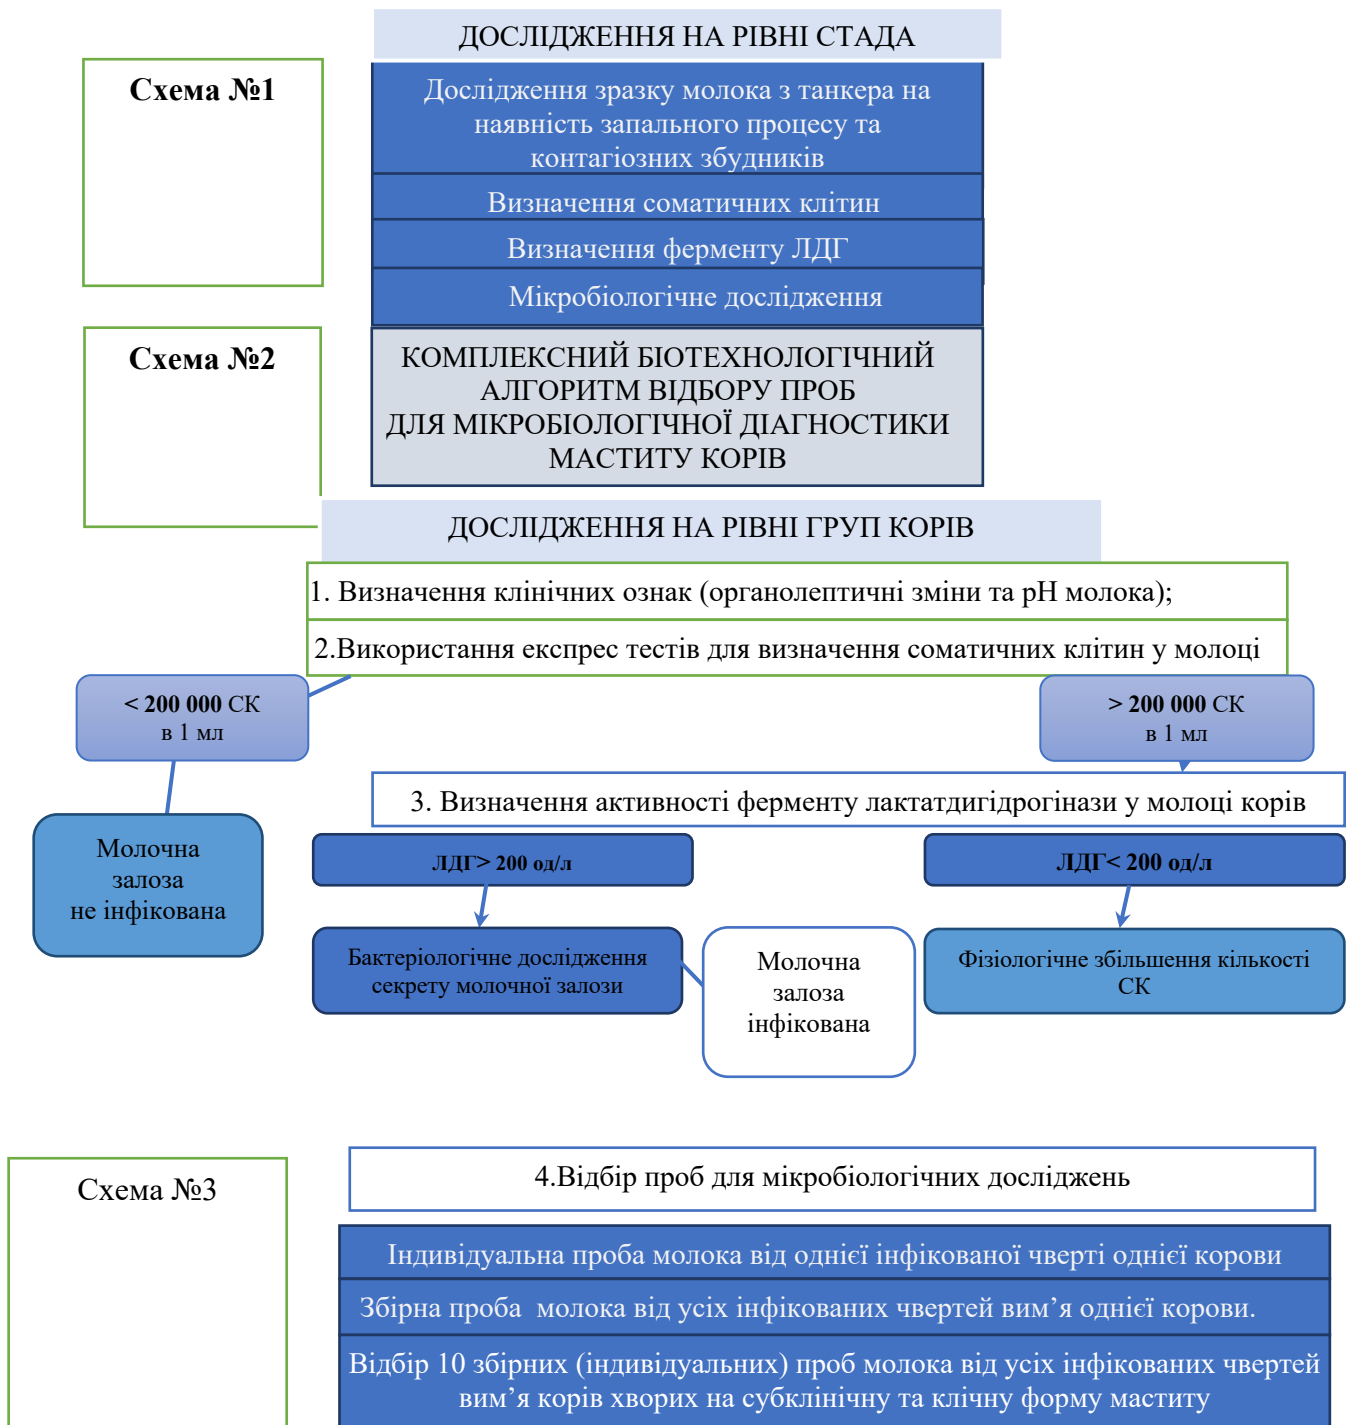 ДОСЛІДЖЕННЯ НА РІВНІ СТАДА
Схема №1
Дослідження зразку молока з танкера на
наявність запального процесу та
контагіозних збудників
Визначення соматичних клітин
Визначення ферменту ЛДГ
Мікробіологічне дослідження
Схема №2
КОМПЛЕКСНИЙ БІОТЕХНОЛОГІЧНИЙ
АЛГОРИТМ ВІДБОРУ ПРОБ
ДЛЯ МІКРОБІОЛОГІЧНОЇ ДІАГНОСТИКИ
МАСТИТУ КОРІВ
ДОСЛІДЖЕННЯ НА РІВНІ ГРУП КОРІВ
1. Визначення клінічних ознак (органолептичні зміни та рН молока);
2.Використання експрес тестів для визначення соматичних клітин у молоці
< 200 000 СК
в 1 мл
> 200 000 СК
в 1 мл
3. Визначення активності ферменту лактатдигідрогінази у молоці корів
Молочна
залоза
не інфікована
ЛДГ> 200 од/л
ЛДГ< 200 од/л
Бактеріологічне дослідження
секрету молочної залози
Молочна
залоза
інфікована
Фізіологічне збільшення кількості
СК
Схема №3
4.Відбір проб для мікробіологічних досліджень
Індивідуальна проба молока від однієї інфікованої чверті однієї корови
Збірна проба  молока від усіх інфікованих чвертей вим’я однієї корови.
Відбір 10 збірних (індивідуальних) проб молока від усіх інфікованих чвертей
вим’я корів хворих на субклінічну та клічну форму маститу